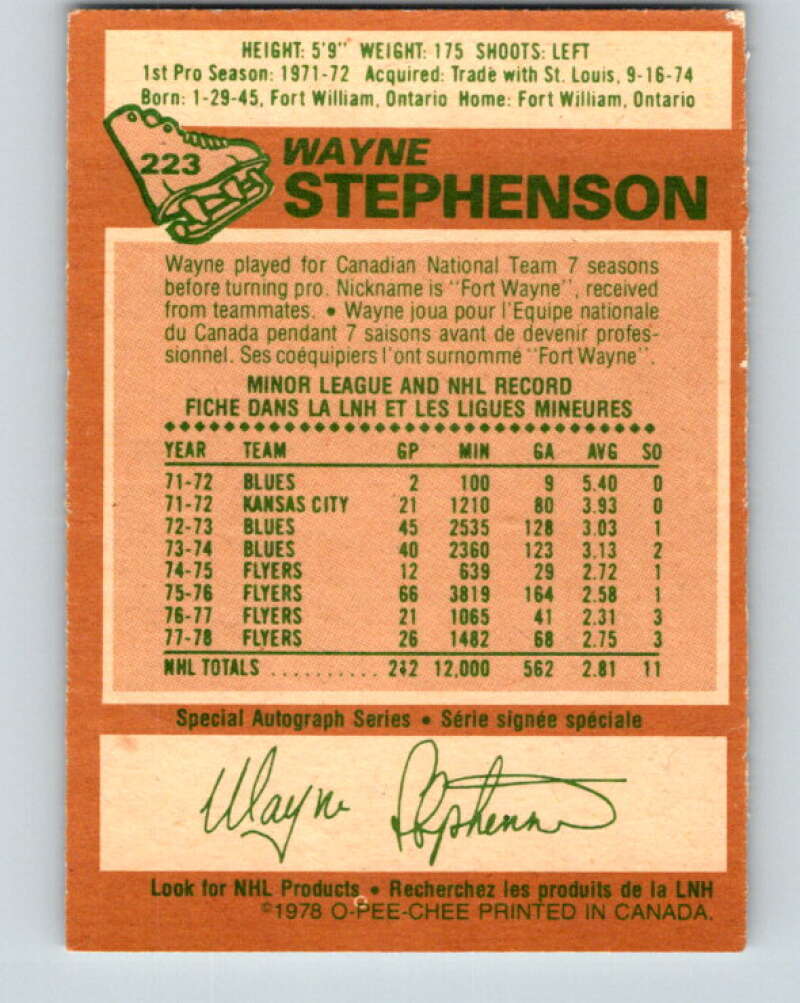 HEIGHT: 5'9" WEIGHT: 175 SHOOTS: LEFT
1st Pro Season: 1971-72 Acquired: Trade with St. Louis, 9-16-74
Born: 1-29-45, Fort William, Ontario Home: Fort William, Ontario
223
WAYNE
STEPHENSON
Wayne played for Canadian National Team 7 seasons
before turning pro. Nickname is "Fort Wayne", received
from teammates. • Wayne joua pour l'Equipe nationale
du Canada pendant 7 saisons avant de devenir profes-
sionnel. Ses coéquipiers l'ont surnommé "Fort Wayne".
MINOR LEAGUE AND NHL RECORD
FICHE DANS LA LNH ET LES LIGUES MINEURES
YEAR TEAM GP MIN GA AVG SO
71-72 BLUES 2 100 9 5.40 0
71-72 KANSAS CITY 21 1210 80 3.93 0
72-73 BLUES 45 2535 128 3.03 1
73-74 BLUES 40 2360 123 3.13 2
74-75 FLYERS 12 639 29 2.72 1
75-76 FLYERS 66 3819 164 2.58 1
76-77 FLYERS 21 1065 41 2.31 3
77-78 FLYERS 26 1482 68 2.75 3
NHL TOTALS .......... 12,000 562 2.81 11
Special Autograph Series • Série signée spéciale
Wayne Stephenson
Look for NHL Products • Recherchez les produits de la LNH
©1978 O-PEE-CHEE PRINTED IN CANADA.